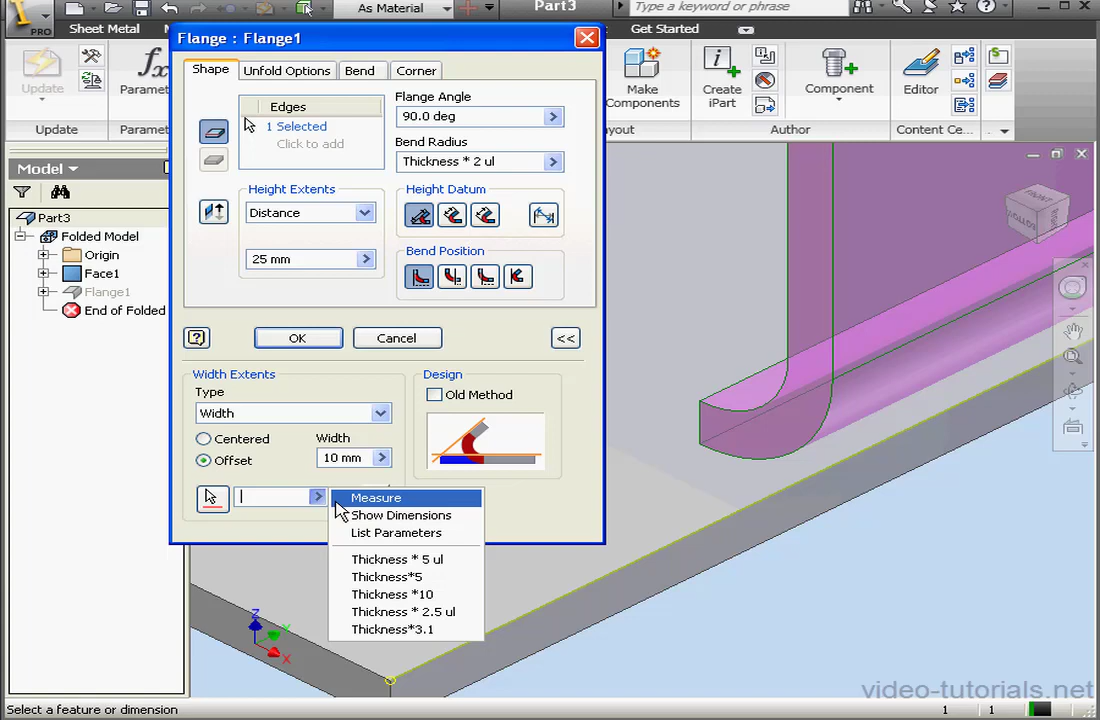 PRO
As Material
Part3
Type a keyword or phrase
Sheet Metal
Get Started
Update
Make
Components
Create
iPart
Component
Editor
Update
Author
Content Ce...
Model
Part3
Folded Model
Origin
Face1
Flange1
End of Folded
Flange : Flange1
Shape
Unfold Options
Bend
Corner
Edges
1 Selected
Click to add
Flange Angle
90.0 deg
Bend Radius
Thickness * 2 ul
Height Extents
Distance
25 mm
Height Datum
Bend Position
OK
Cancel
<<
Width Extents
Type
Width
Centered
Offset
Width
10 mm
Design
Old Method
Measure
Show Dimensions
List Parameters
Thickness * 5 ul
Thickness*5
Thickness *10
Thickness * 2.5 ul
Thickness*3.1
FRONT
Z
Y
X
video-tutorials.net
Select a feature or dimension
1
1